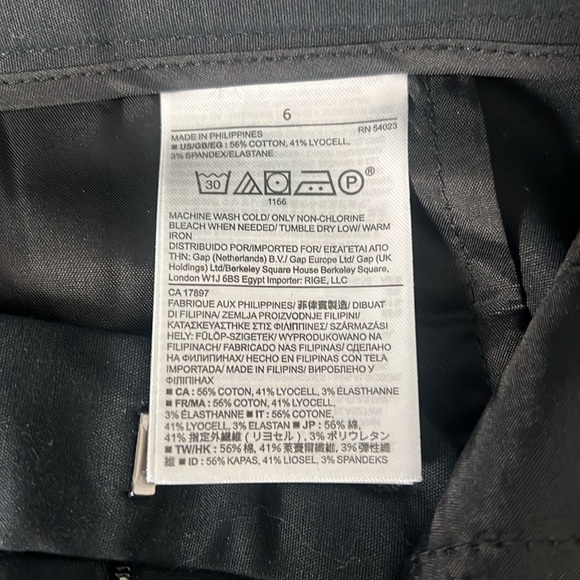 6
MADE IN PHILIPPINES RN 54023
■ US/GB/EG : 56% COTTON, 41% LYOCELL,
3% SPANDEX/ELASTANE
30 P ®
1166
MACHINE WASH COLD/ ONLY NON-CHLORINE
BLEACH WHEN NEEDED/ TUMBLE DRY LOW/ WARM
IRON
DISTRIBUIDO POR/IMPORTED FOR/ ΕΙΣΑΓΕΤΑΙ ΑΠΟ
ΤΗΝ: Gap (Netherlands) B.V./ Gap Europe Ltd/ Gap (UK
Holdings) Ltd/Berkeley Square House Berkeley Square,
London W1J 6BS Egypt Importer: RIGE, LLC
CA 17897
FABRIQUE AUX PHILIPPINES/ 菲律賓製造/ DIBUAT
DI FILIPINA/ ZEMLJA PROIZVODNJE FILIPINI/
ΚΑΤΑΣΚΕΥΑΣΤΗΚΕ ΣΤΙΣ ΦΙΛΙΠΠΙΝΕΣ/ SZÁRMAZÁSI
HELY: FÜLÖP-SZIGETEK/ WYPRODUKOWANO NA
FILIPINACH/ FABRICADO NAS FILIPINAS/ СДЕЛАНО
НА ФИЛИПИНАХ/ HECHO EN FILIPINAS CON TELA
IMPORTADA/ MADE IN FILIPINS/ ВИРОБЛЕНО У
ФІЛІПІНАХ
■ CA : 56% COTON, 41% LYOCELL, 3% ÉLASTHANNE
■ FR/MA : 56% COTON, 41% LYOCELL,
3% ÉLASTHANNE ■ IT : 56% COTONE,
41% LYOCELL, 3% ELASTAN ■ JP : 56% 綿,
41% 指定外繊維 ( リヨセル ), 3% ポリウレタン
■ TW/HK : 56% 棉, 41% 萊賽爾纖維, 3% 彈性纖
維 ■ ID : 56% KAPAS, 41% LIOSEL, 3% SPANDEKS